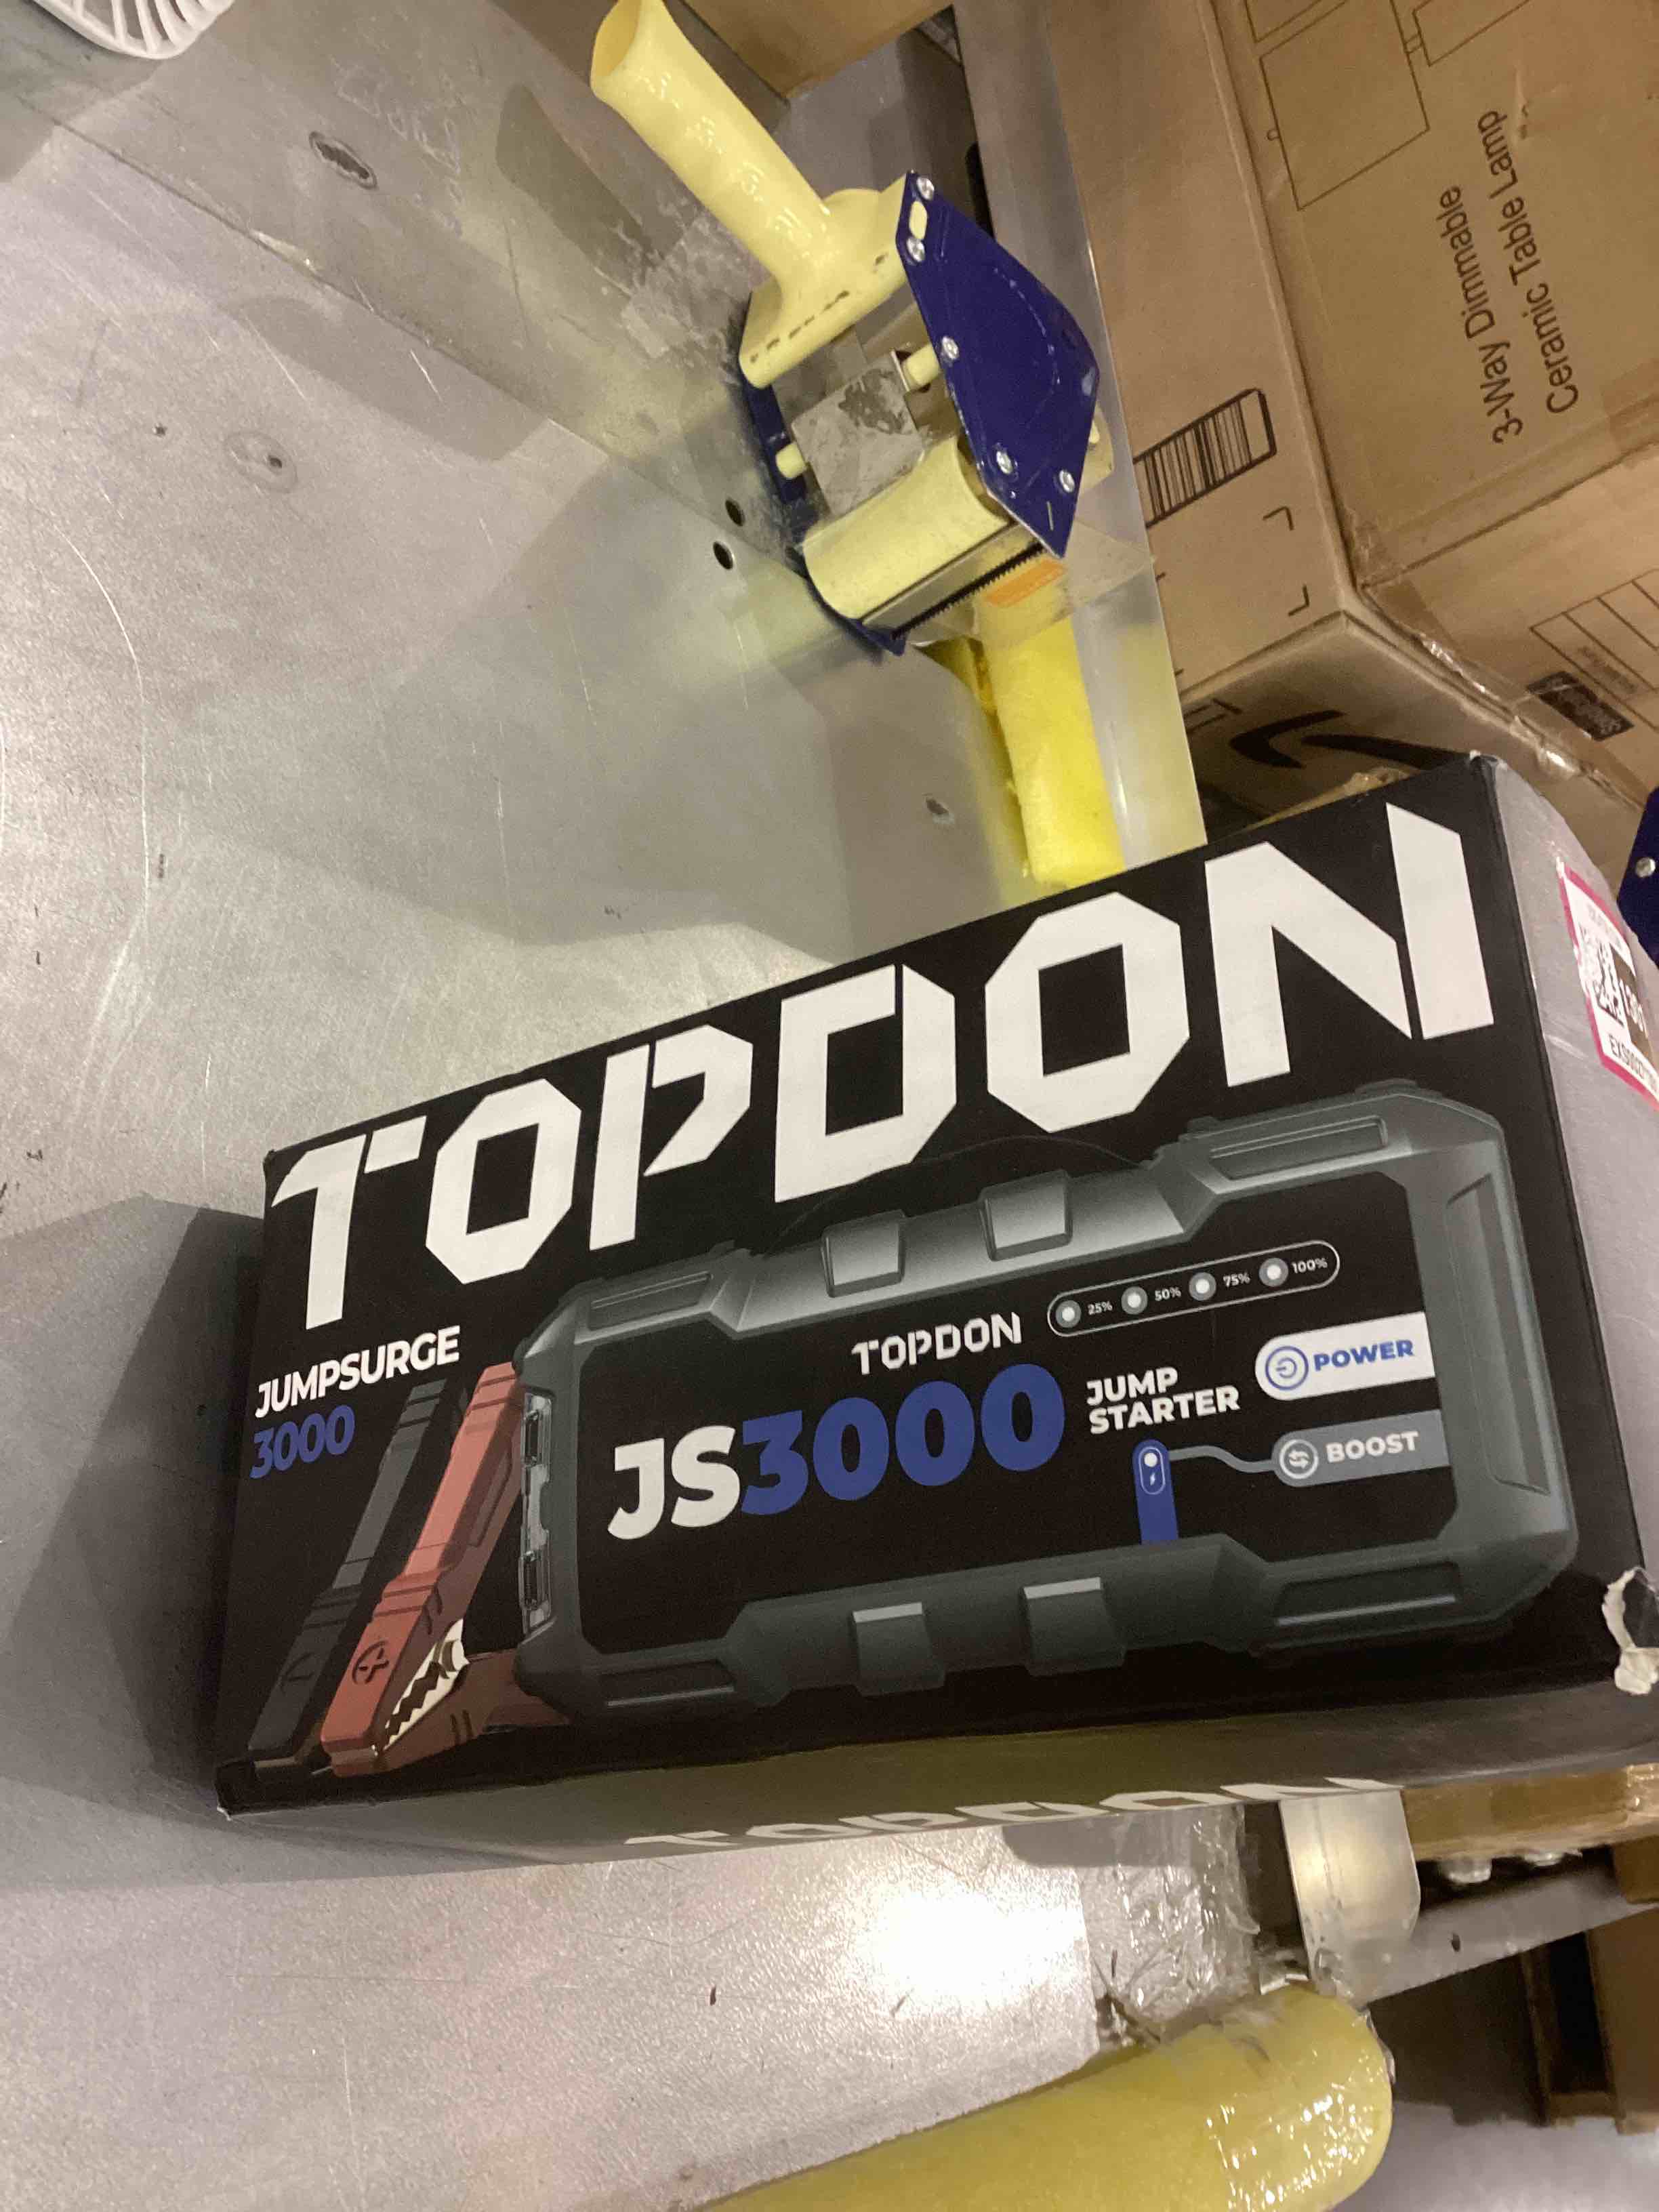 3-Way Dimmable
Ceramic Table Lamp
TOPDON
JUMPSURGE
3000
TOPDON
25% 50% 75% 100%
JS3000
JUMP
STARTER
POWER
BOOST
TOPDON